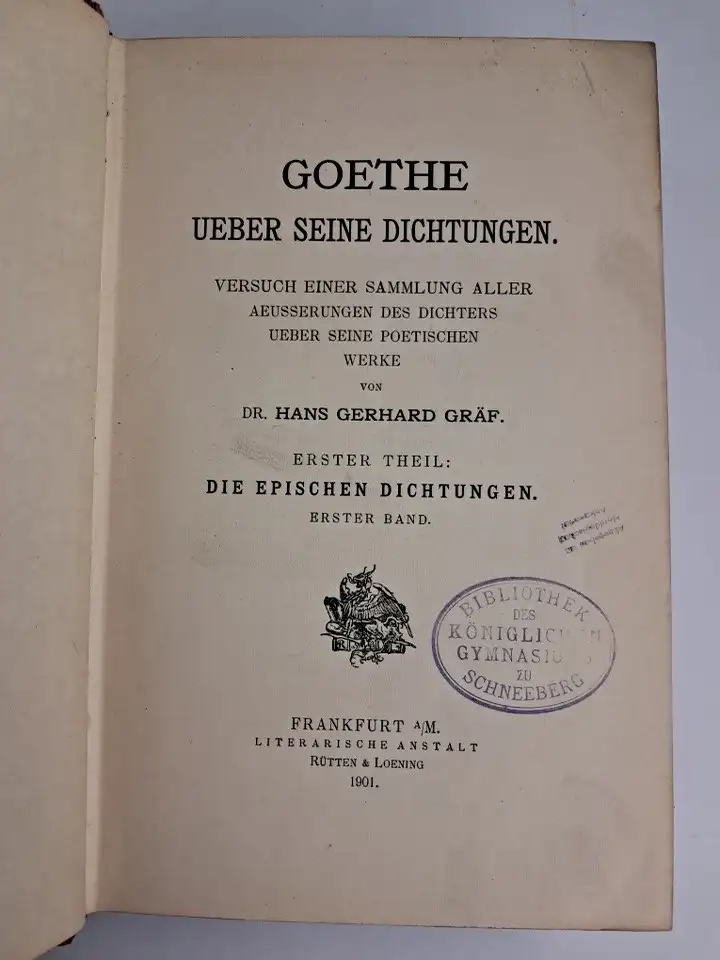 GOETHE
UEBER SEINE DICHTUNGEN.
VERSUCH EINER SAMMLUNG ALLER
AEUSSERUNGEN DES DICHTERS
UEBER SEINE POETISCHEN
WERKE
VON
DR. HANS GERHARD GRÄF.
ERSTER THEIL:
DIE EPISCHEN DICHTUNGEN.
ERSTER BAND.
BIBLIOTHEK
DES
ZU
SCHNEEBERG
FRANKFURT A/M.
LITERARISCHE ANSTALT
RÜTTEN & LOENING
1901.